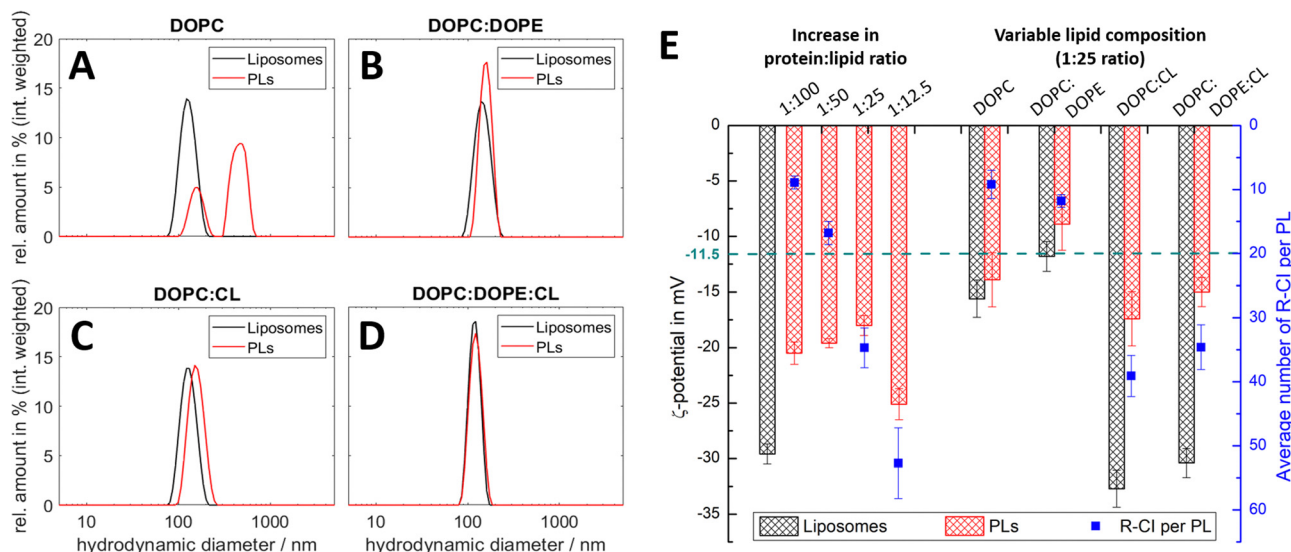 DOPC
DOPC:DOPE
rel. amount in % (int. weighted)
20
15
10
5
0
A
Liposomes
PLs
B
Liposomes
PLs
DOPC:CL
DOPC:DOPE:CL
rel. amount in % (int. weighted)
20
15
10
5
0
C
Liposomes
PLs
D
Liposomes
PLs
10
100
1000
10
100
1000
hydrodynamic diameter / nm
hydrodynamic diameter / nm
E
Increase in
protein:lipid ratio
Variable lipid composition
(1:25 ratio)
1:100
1:50
1:25
1:12.5
DOPC
DOPC:
DOPE
DOPC:CL
DOPC:
DOPE:CL
ζ-potential in mV
0
-5
-10
-11.5
-15
-20
-25
-30
-35
0
10
20
30
40
50
60
Average number of R-CI per PL
Liposomes
PLs
R-CI per PL